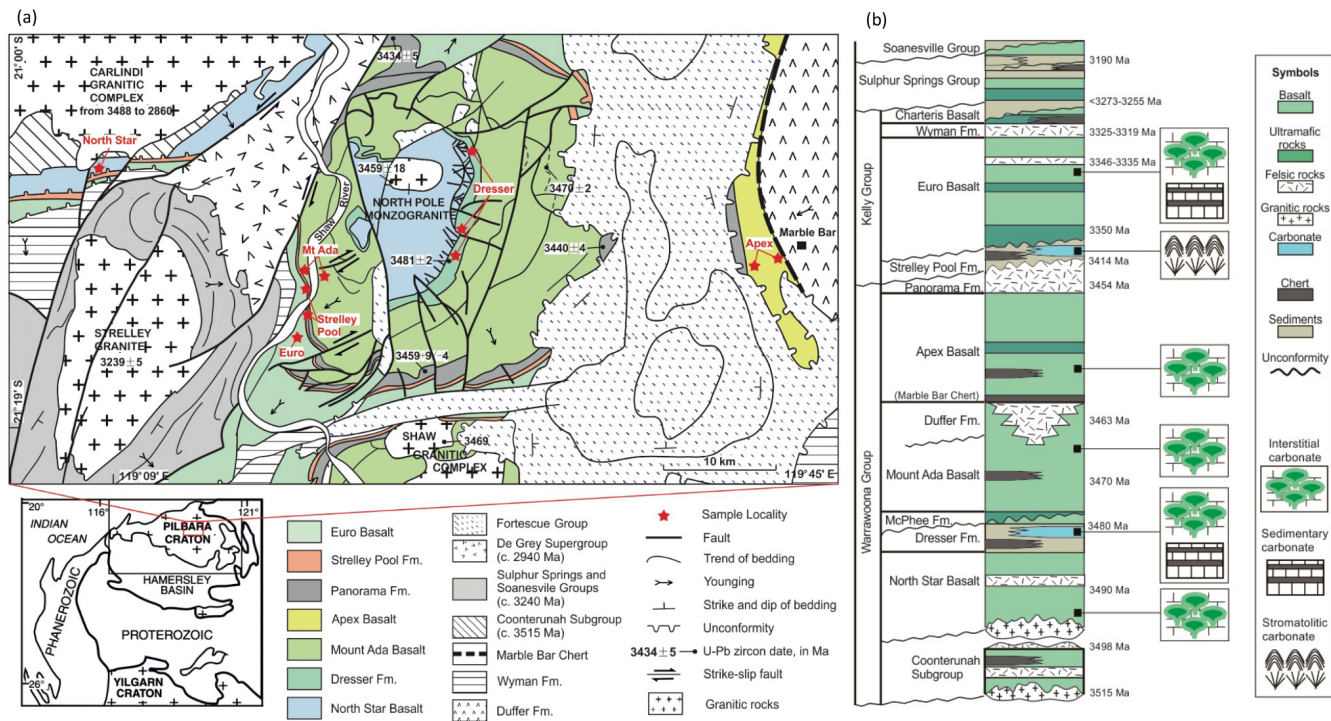 (a)
21° 00' S
CARLINDI
GRANITIC
COMPLEX
from 3488 to 2860
North Star
3434±5
3459±18
NORTH POLE
MONZOGRANITE
Dresser
3470±2
Shaw
River
Mt Ada
3481±2
3440±4
Marble Bar
Apex
Strelley
Pool
Euro
STRELLEY
GRANITE
3239±5
3459+9/-4
21° 19' S
119° 09' E
SHAW
3469
GRANITIC
COMPLEX
10 km
119° 45' E
20
116°
121°
INDIAN
OCEAN
PILBARA
CRATON
HAMERSLEY
BASIN
PHANEROZOIC
PROTEROZOIC
26°
YILGARN
CRATON
Euro Basalt
Strelley Pool Fm.
Panorama Fm.
Apex Basalt
Mount Ada Basalt
Dresser Fm.
North Star Basalt
Fortescue Group
De Grey Supergroup
(c. 2940 Ma)
Sulphur Springs and
Soanesvile Groups
(c. 3240 Ma)
Coonterunah Subgroup
(c. 3515 Ma)
Marble Bar Chert
Wyman Fm.
Duffer Fm.
Sample Locality
Fault
Trend of bedding
Younging
Strike and dip of bedding
Unconformity
3434±5
U-Pb zircon date, in Ma
Strike-slip fault
Granitic rocks
(b)
Soanesville Group
3190 Ma
Sulphur Springs Group
<3273-3255 Ma
Charteris Basalt
Wyman Fm.
3325-3319 Ma
3346-3335 Ma
Kelly Group
Euro Basalt
3350 Ma
Strelley Pool Fm.
3414 Ma
Panorama Fm.
3454 Ma
Apex Basalt
(Marble Bar Chert)
Duffer Fm.
3463 Ma
Warrawoona Group
Mount Ada Basalt
3470 Ma
McPhee Fm.
3480 Ma
Dresser Fm.
North Star Basalt
3490 Ma
3498 Ma
Coonterunah
Subgroup
3515 Ma
Symbols
Basalt
Ultramafic
rocks
Felsic rocks
Granitic rocks
Carbonate
Chert
Sediments
Unconformity
Interstitial
carbonate
Sedimentary
carbonate
Stromatolitic
carbonate